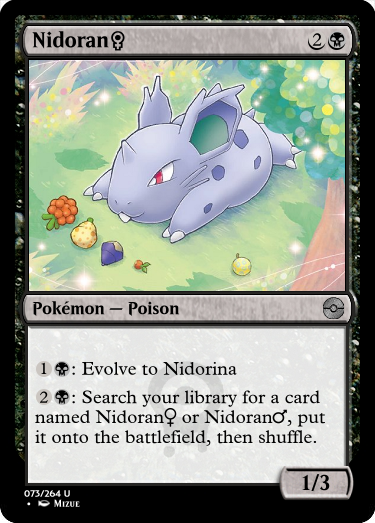 Nidoran♀ 2
Pokémon — Poison
1 : Evolve to Nidorina
2 : Search your library for a card
named Nidoran♀ or Nidoran♂, put
it onto the battlefield, then shuffle.
1/3
073/264 U
• Mizue